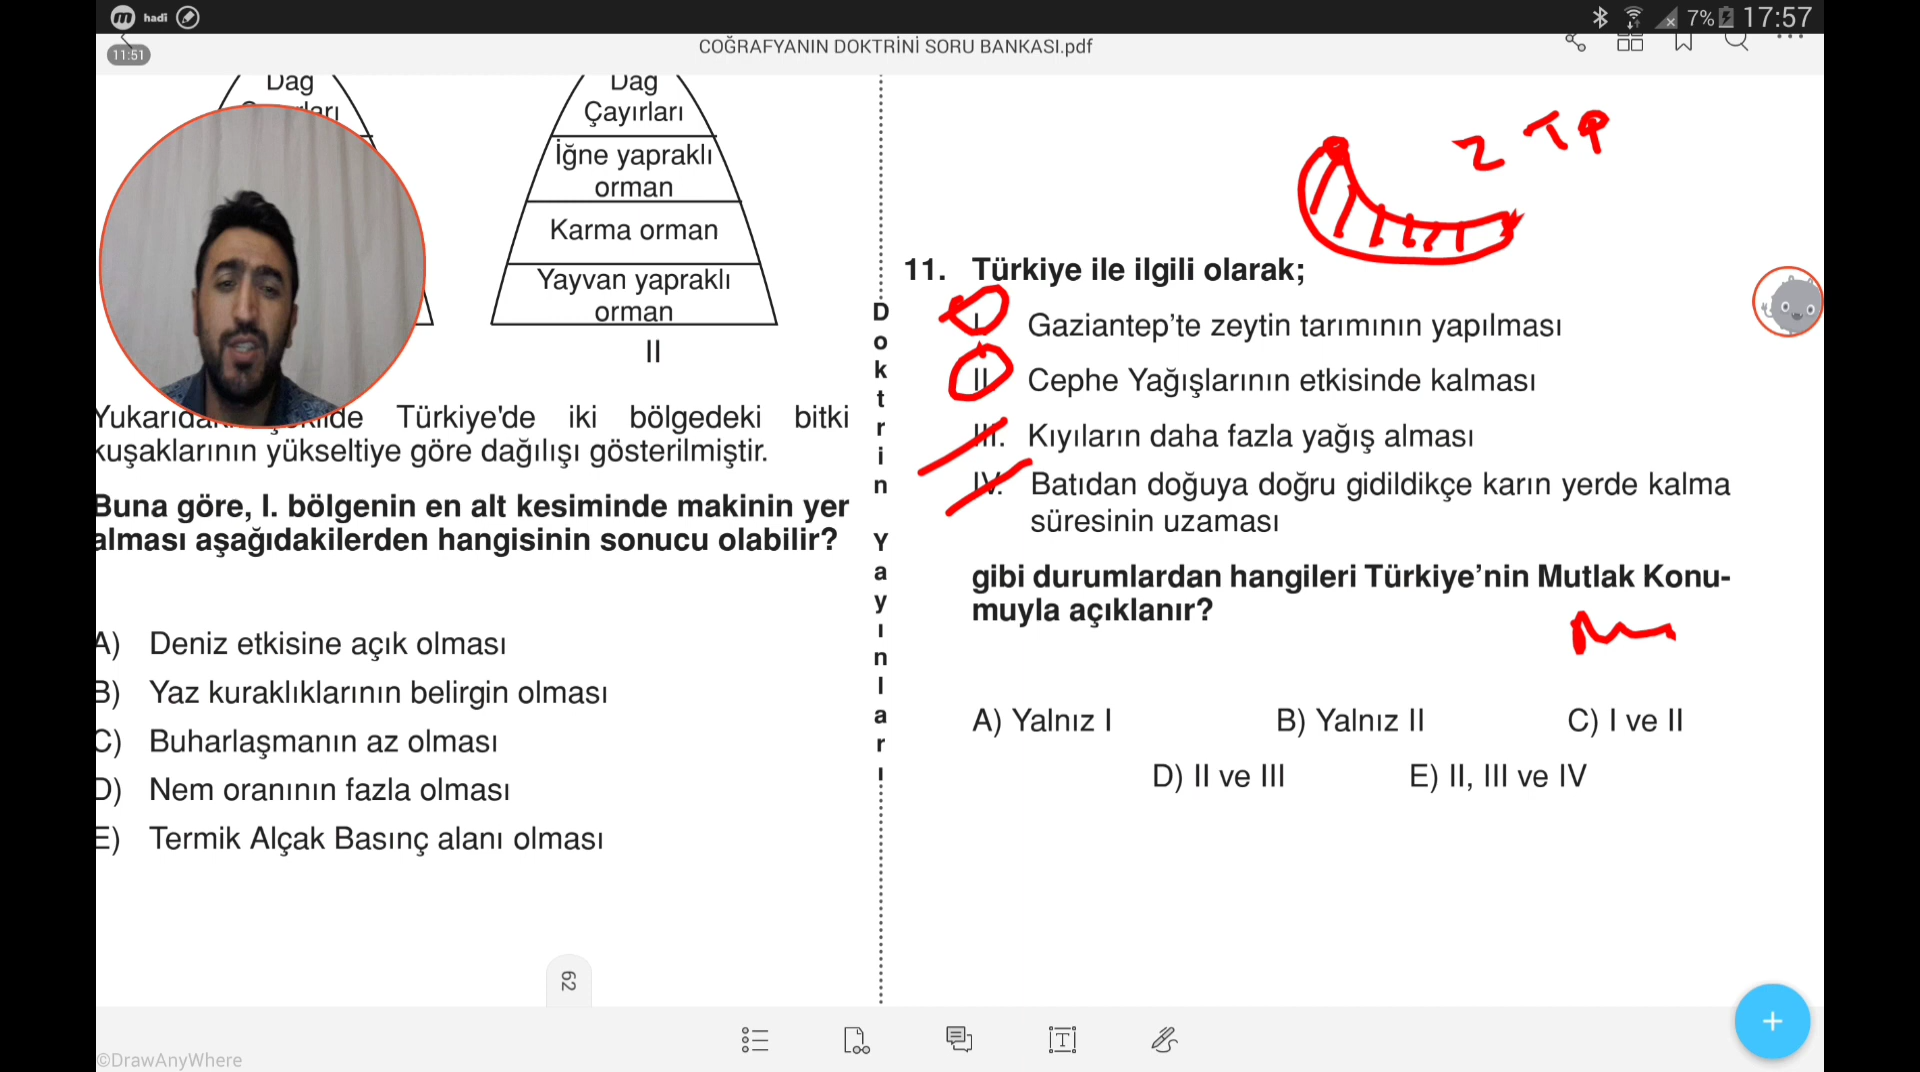 hadi
7%
17:57
11:51
COĞRAFYANIN DOKTRİNİ SORU BANKASI.pdf
Dağ
Dağ
Çayırları
İğne yapraklı
orman
Karma orman
Yayvan yapraklı
orman
II
Türkiye'de iki bölgedeki bitki
kuşaklarının yükseltiye göre dağılışı gösterilmiştir.
Buna göre, I. bölgenin en alt kesiminde makinin yer
alması aşağıdakilerden hangisinin sonucu olabilir?
A) Deniz etkisine açık olması
B) Yaz kuraklıklarının belirgin olması
C) Buharlaşmanın az olması
D) Nem oranının fazla olması
E) Termik Alçak Basınç alanı olması
62
Doktrin Yayınları
2 TP
11. Türkiye ile ilgili olarak;
I. Gaziantep’te zeytin tarımının yapılması
II. Cephe Yağışlarının etkisinde kalması
III. Kıyıların daha fazla yağış alması
IV. Batıdan doğuya doğru gidildikçe karın yerde kalma
süresinin uzaması
gibi durumlardan hangileri Türkiye’nin Mutlak Konu-
muyla açıklanır?
A) Yalnız I B) Yalnız II C) I ve II
D) II ve III E) II, III ve IV
©DrawAnyWhere